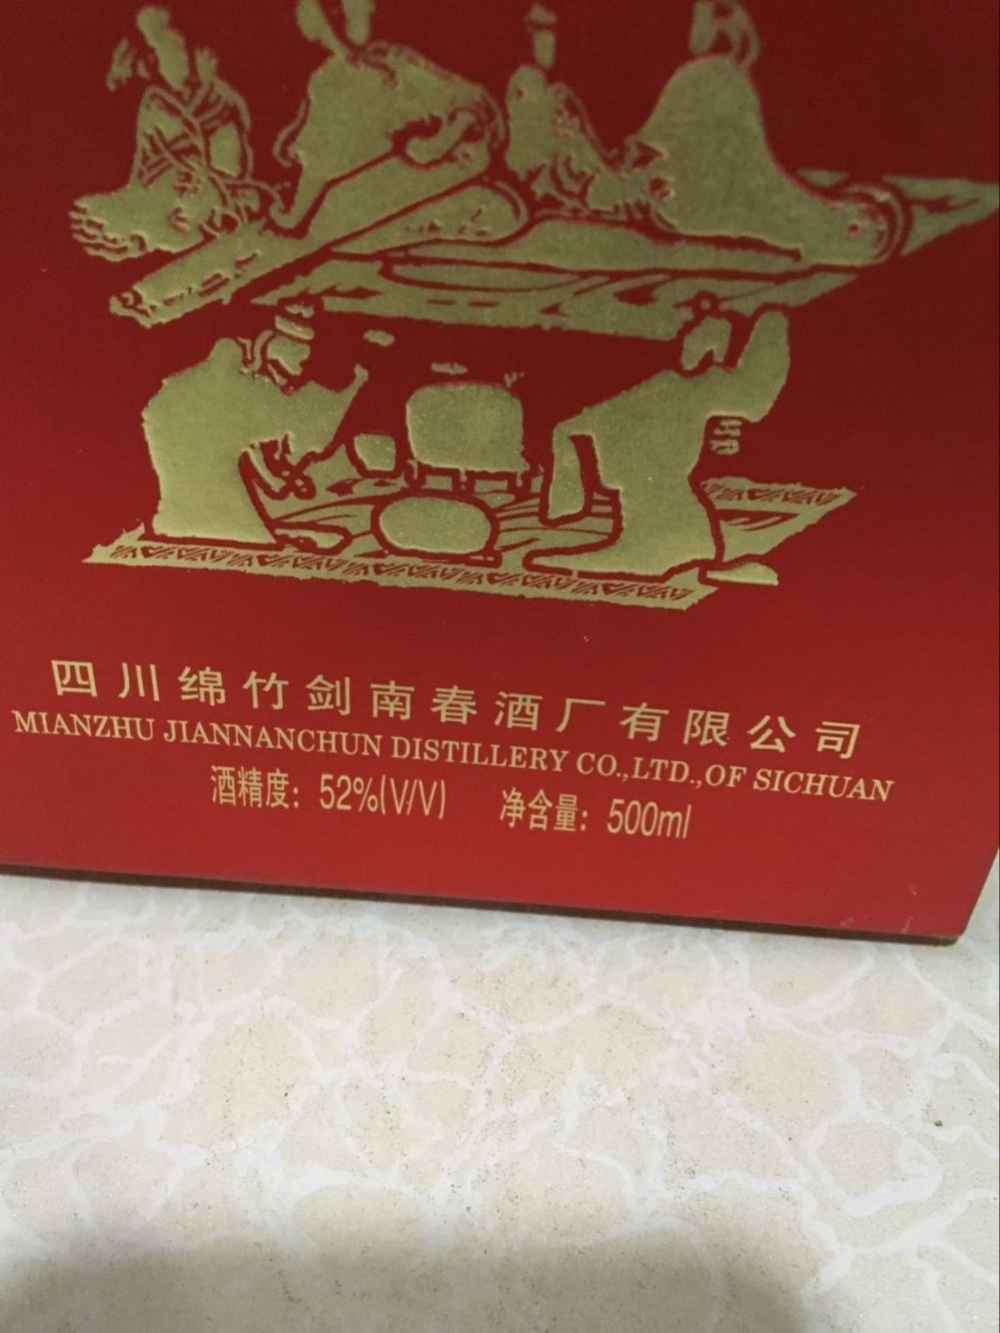 四川绵竹剑南春酒厂有限公司
MIANZHU JIANNANCHUN DISTILLERY CO.,LTD.,OF SICHUAN
酒精度：52%(V/V) 净含量：500ml